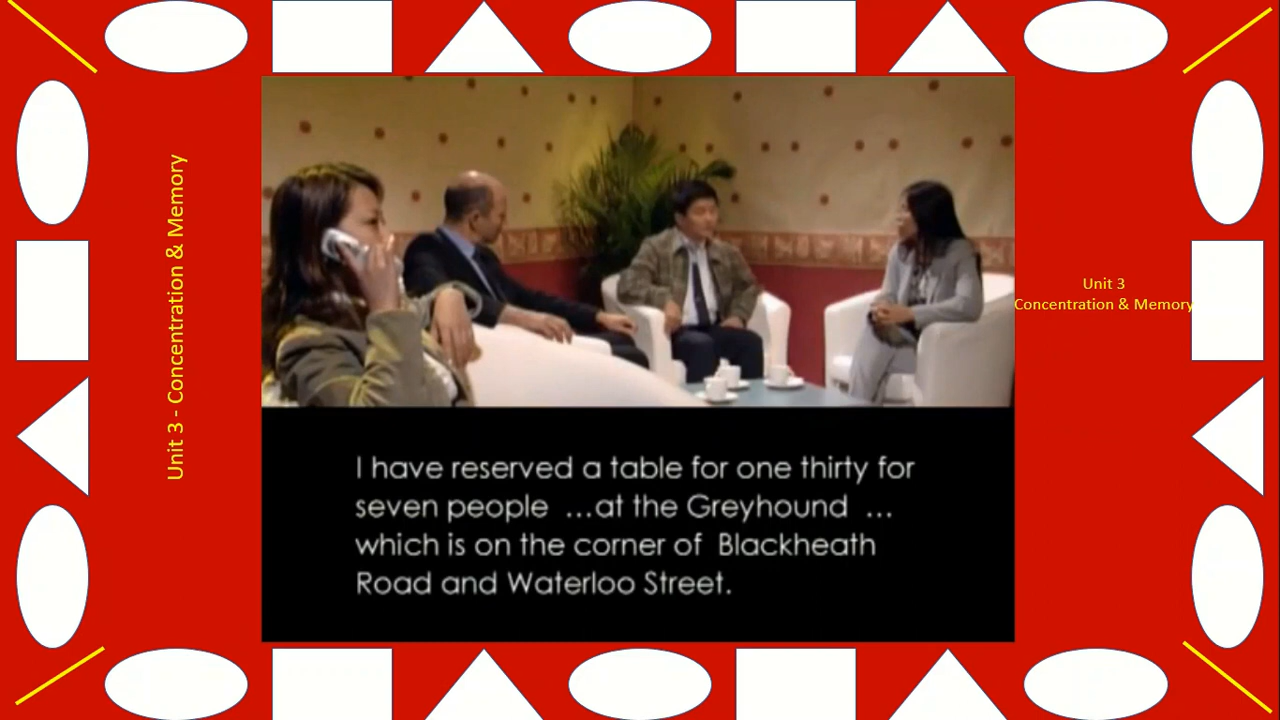 Unit 3 - Concentration & Memory
I have reserved a table for one thirty for
seven people ...at the Greyhound ...
which is on the corner of Blackheath
Road and Waterloo Street.
Unit 3
Concentration & Memory